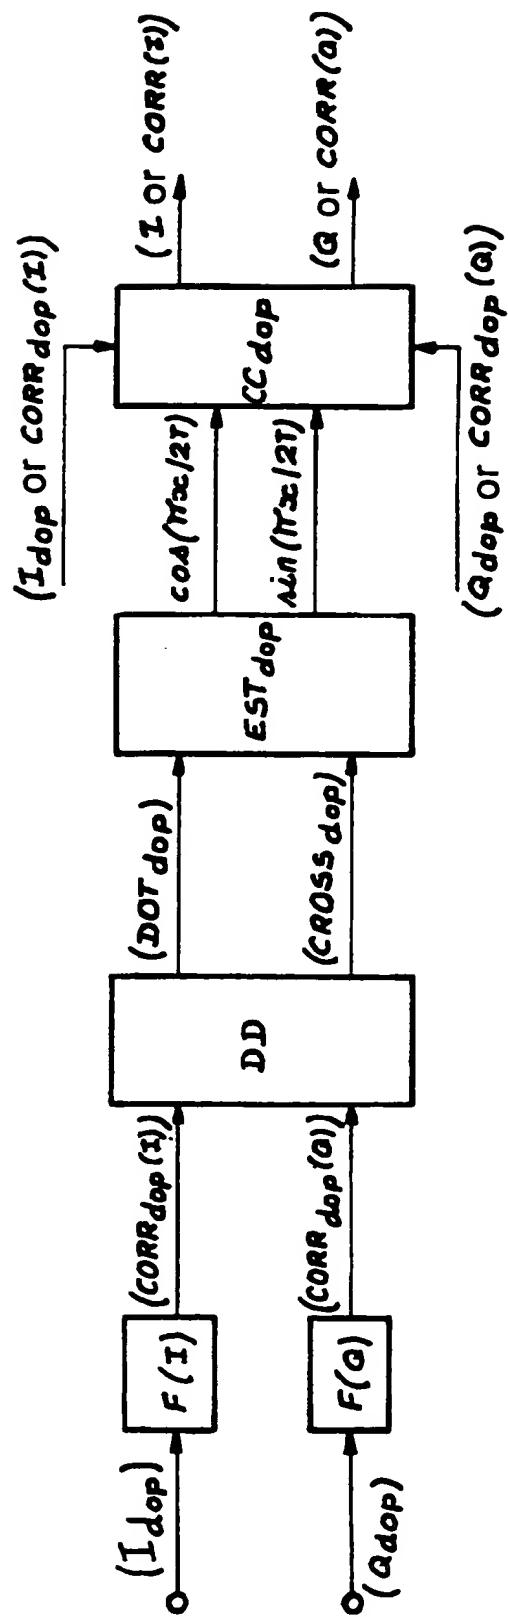 (I_dop)
F(I)
(CORR_dop(I))
(Q_dop)
F(Q)
(CORR_dop(Q))
DD
(DOT_dop)
(CROSS_dop)
EST_dop
cos(πx/2T)
sin(πx/2T)
(I_dop or CORR_dop(I))
CC_dop
(Q_dop or CORR_dop(Q))
(I or CORR(I))
(Q or CORR(Q))